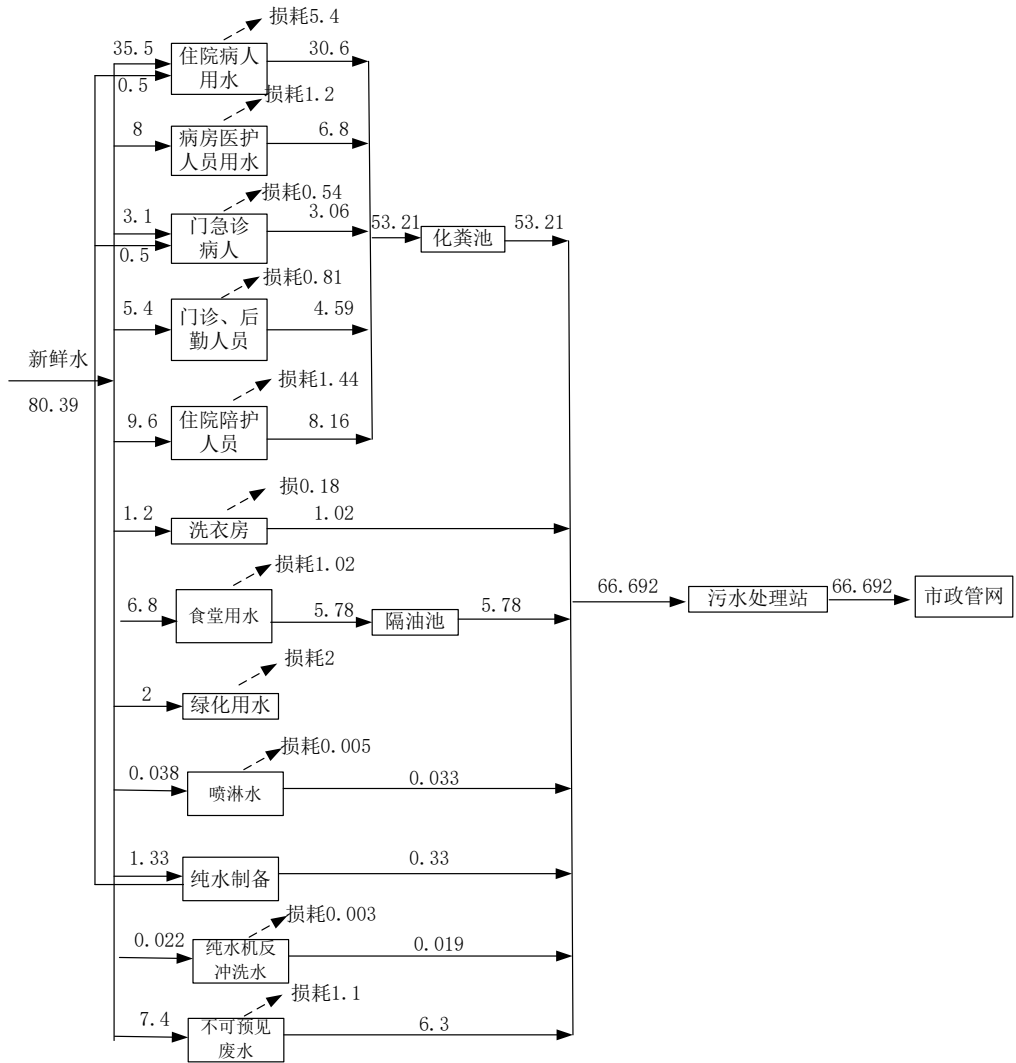 损耗5.4
35.5
住院病人
用水
30.6
0.5
损耗1.2
8
病房医护
人员用水
6.8
损耗0.54
3.1
门急诊
病人
3.06
0.5
53.21
化粪池
53.21
损耗0.81
5.4
门诊、后
勤人员
4.59
新鲜水
80.39
损耗1.44
9.6
住院陪护
人员
8.16
损0.18
1.2
洗衣房
1.02
损耗1.02
6.8
食堂用水
5.78
隔油池
5.78
66.692
污水处理站
66.692
市政管网
损耗2
2
绿化用水
损耗0.005
0.038
喷淋水
0.033
1.33
纯水制备
0.33
损耗0.003
0.022
纯水机反
冲洗水
0.019
损耗1.1
7.4
不可预见
废水
6.3